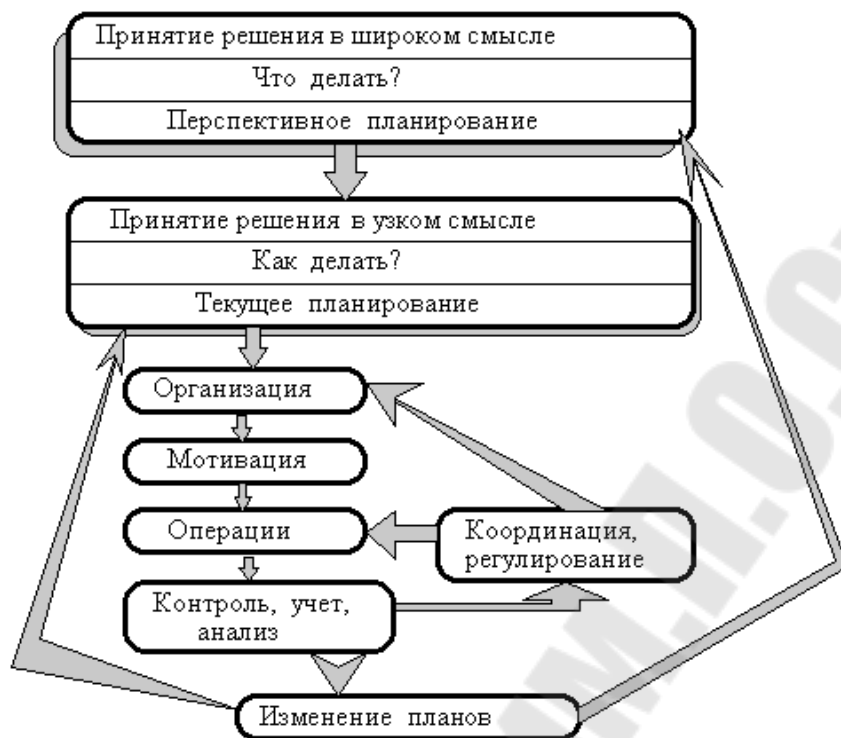 Принятие решения в широком смысле
Что делать?
Перспективное планирование
Принятие решения в узком смысле
Как делать?
Текущее планирование
Организация
Мотивация
Операции
Координация,
регулирование
Контроль, учет,
анализ
Изменение планов